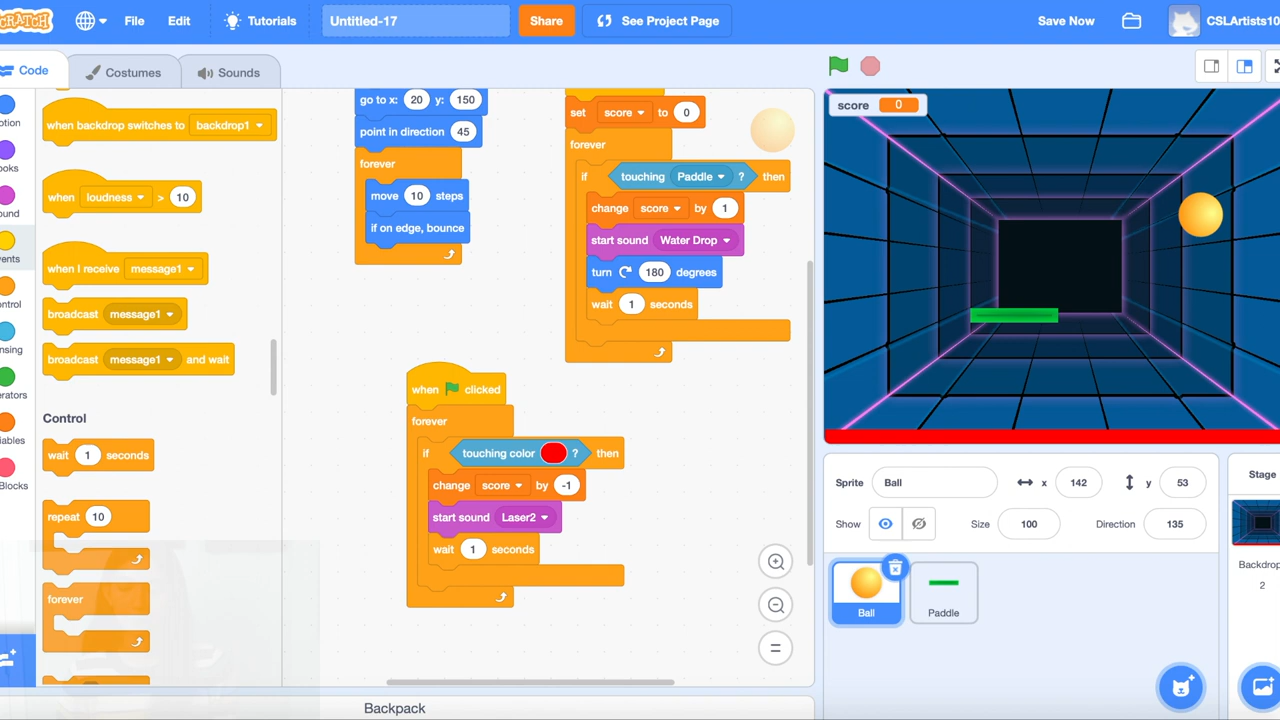 SCRATCH
File
Edit
Tutorials
Untitled-17
Share
See Project Page
Save Now
CSLArtists10
Code
Costumes
Sounds
otion
ooks
ound
vents
ontrol
nsing
erators
iables
Blocks
when backdrop switches to backdrop1
when loudness > 10
when I receive message1
broadcast message1
broadcast message1 and wait
Control
wait 1 seconds
repeat 10
forever
go to x: 20 y: 150
point in direction 45
forever
move 10 steps
if on edge, bounce
set score to 0
forever
if touching Paddle ? then
change score by 1
start sound Water Drop
turn 180 degrees
wait 1 seconds
when clicked
forever
if touching color ? then
change score by -1
start sound Laser2
wait 1 seconds
Backpack
score 0
Sprite Ball x 142 y 53
Show Size 100 Direction 135
Ball
Paddle
Stage
Backdrop
2